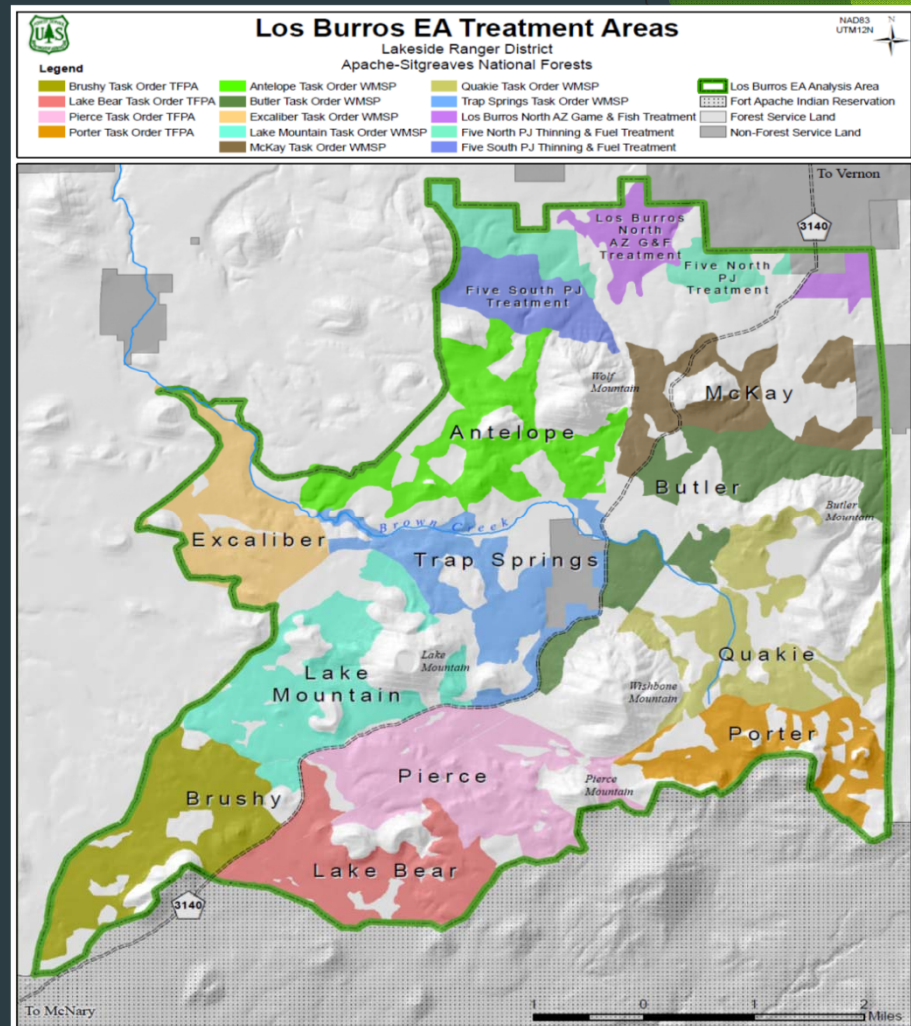 Los Burros EA Treatment Areas
Lakeside Ranger District
Apache-Sitgreaves National Forests
NAD83
UTM12N
N
U S
Legend
Brushy Task Order TFPA
Lake Bear Task Order TFPA
Pierce Task Order TFPA
Porter Task Order TFPA
Antelope Task Order WMSP
Butler Task Order WMSP
Excaliber Task Order WMSP
Lake Mountain Task Order WMSP
McKay Task Order WMSP
Quakie Task Order WMSP
Trap Springs Task Order WMSP
Los Burros North AZ Game & Fish Treatment
Five North PJ Thinning & Fuel Treatment
Five South PJ Thinning & Fuel Treatment
Los Burros EA Analysis Area
Fort Apache Indian Reservation
Forest Service Land
Non-Forest Service Land
To Vernon
3140
Los Burros
North
AZ G&F
Treatment
Five North
PJ
Treatment
Five South PJ
Treatment
Wolf
Mountain
McKay
Antelope
Butler
Butler
Mountain
Brown Creek
Excaliber
Trap Springs
Lake
Mountain
Lake
Mountain
Quakie
Wishbone
Mountain
Porter
Pierce
Pierce
Mountain
Brushy
Lake Bear
3140
To McNary
1 0 1 2
Miles